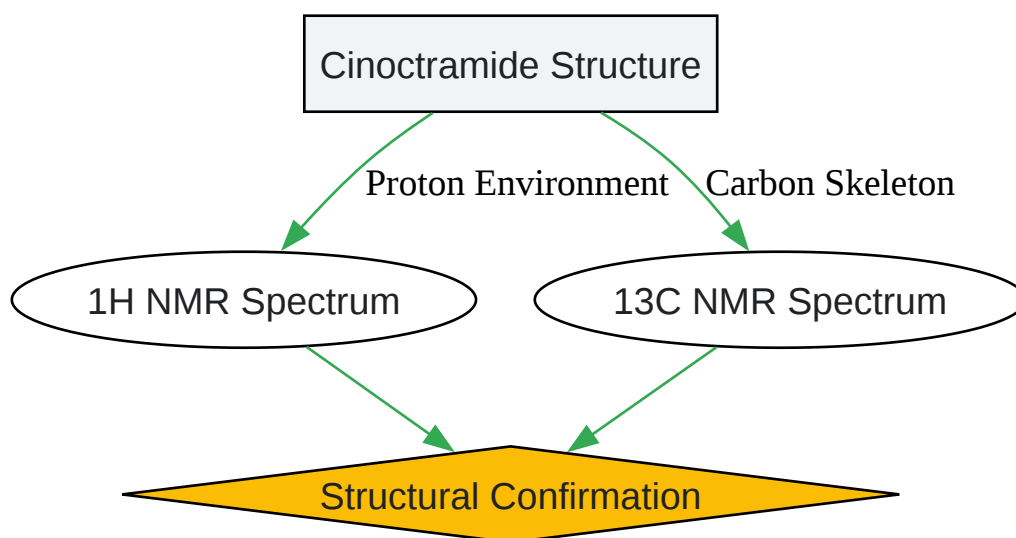 Cinoctramide Structure
Proton Environment
Carbon Skeleton
1H NMR Spectrum
13C NMR Spectrum
Structural Confirmation